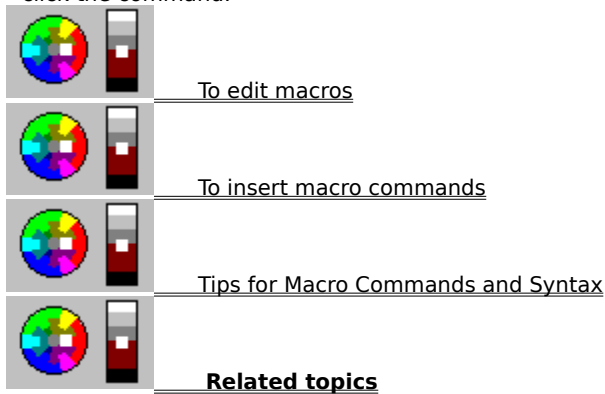 click the command.
To edit macros
To insert macro commands
Tips for Macro Commands and Syntax
Related topics